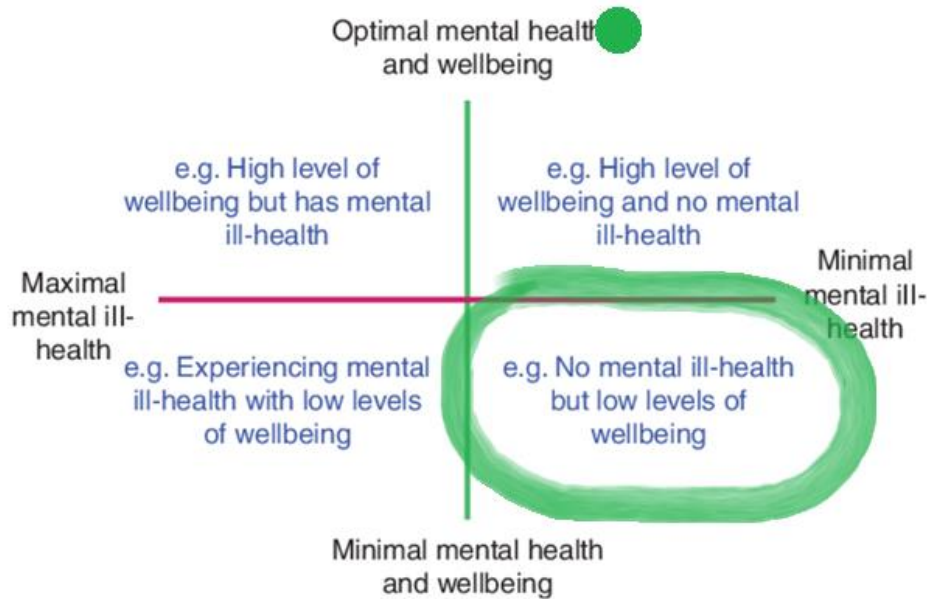 Optimal mental health
and wellbeing
e.g. High level of
wellbeing but has mental
ill-health
e.g. High level of
wellbeing and no mental
ill-health
Maximal
mental ill-
health
Minimal
mental ill-
health
e.g. Experiencing mental
ill-health with low levels
of wellbeing
e.g. No mental ill-health
but low levels of
wellbeing
Minimal mental health
and wellbeing